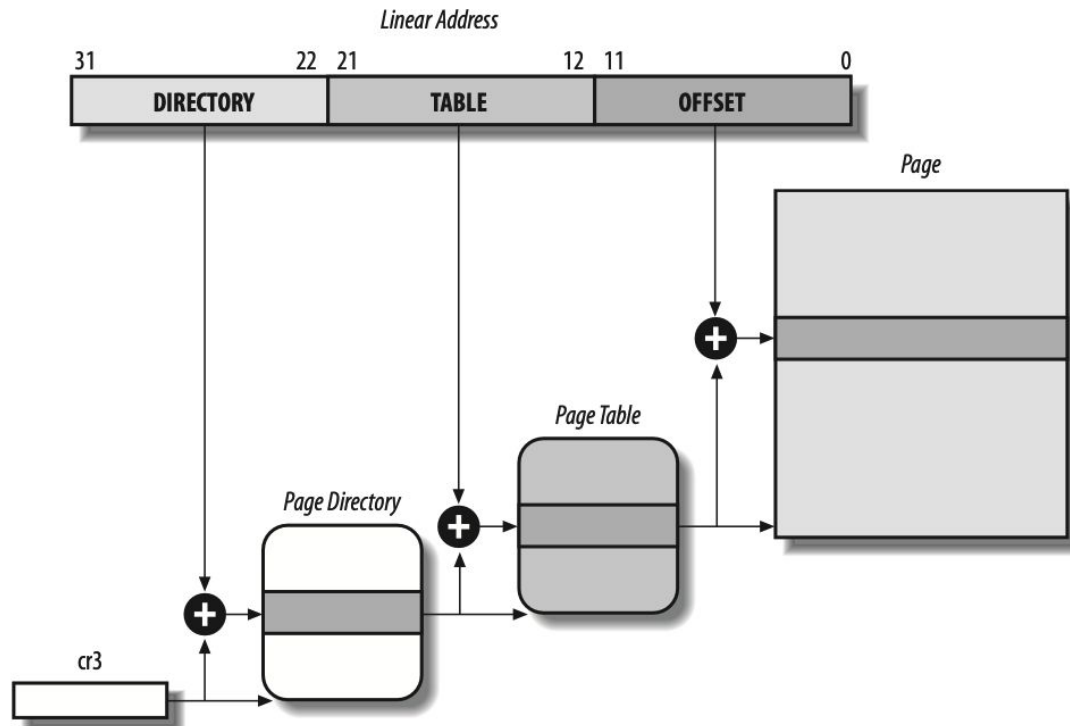 Linear Address
31 22 21 12 11 0
DIRECTORY TABLE OFFSET
Page
Page Table
Page Directory
cr3